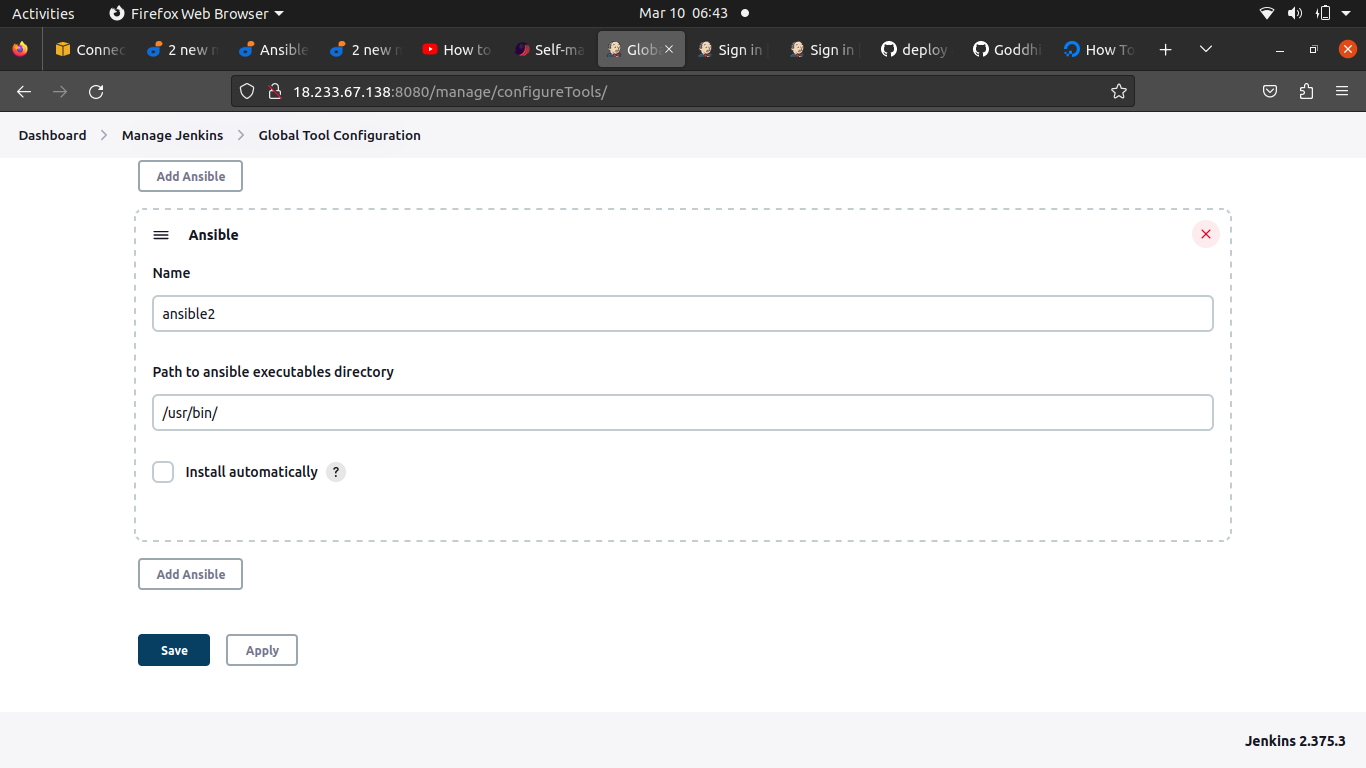 Activities Firefox Web Browser Mar 10 06:43
Connec 2 new n Ansible 2 new n How to Self-ma Globa Sign in Sign in deploy Goddhi How To
18.233.67.138:8080/manage/configureTools/
Dashboard Manage Jenkins Global Tool Configuration
Add Ansible
Ansible
Name
ansible2
Path to ansible executables directory
/usr/bin/
Install automatically ?
Add Ansible
Save Apply
Jenkins 2.375.3